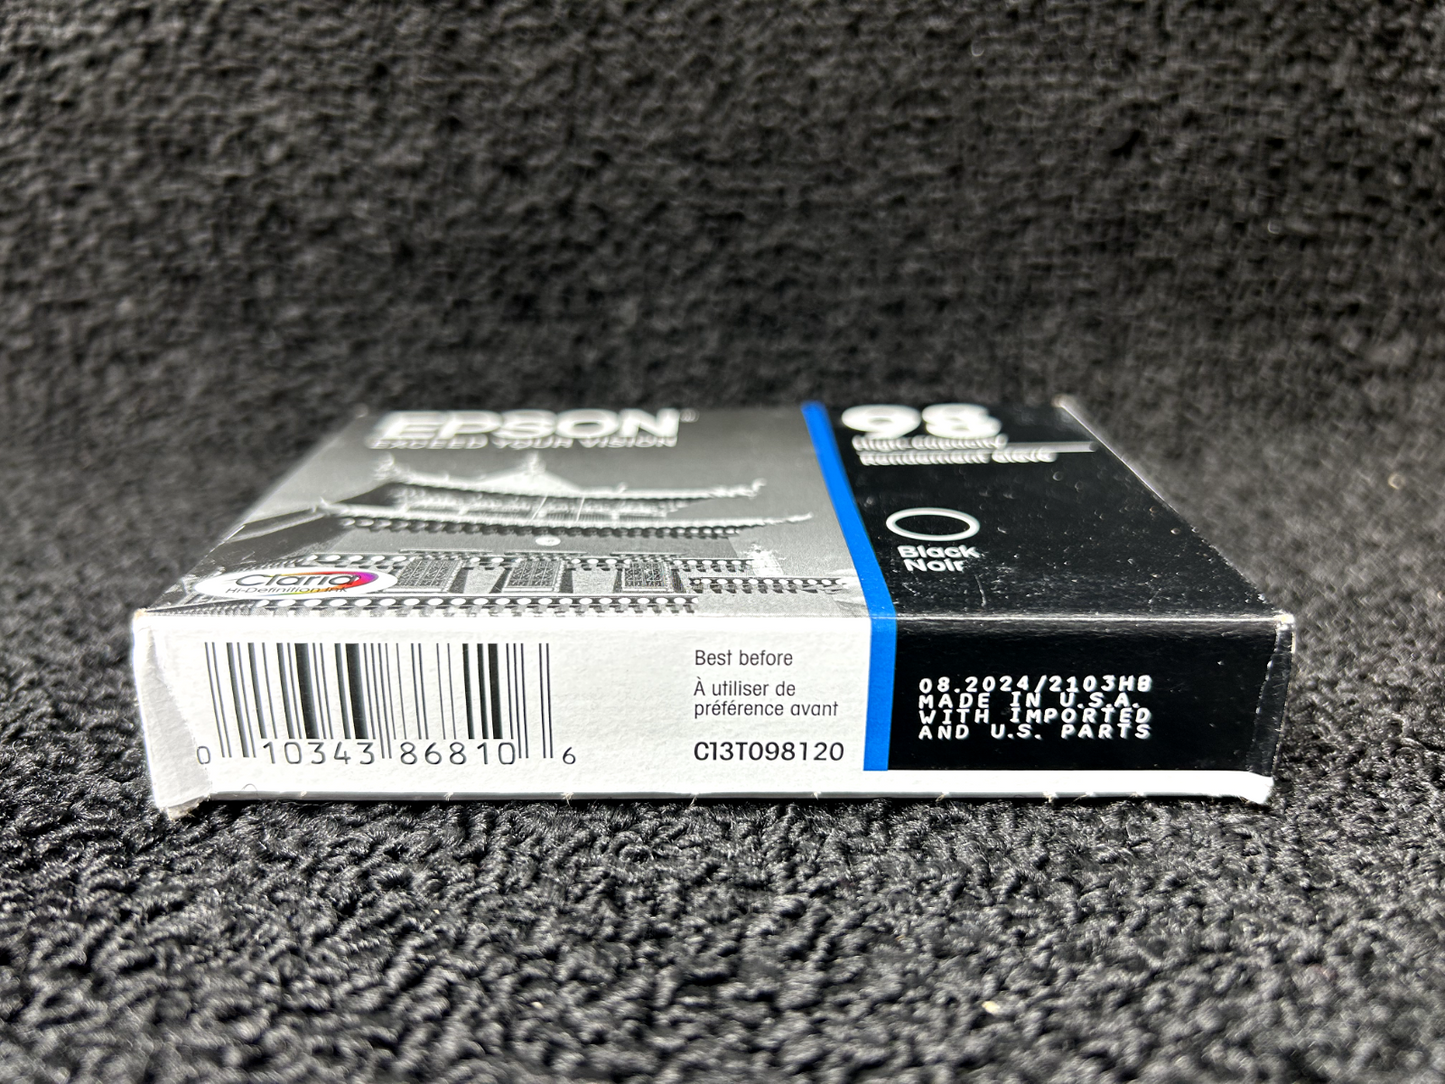 EPSON
EXCEED YOUR VISION
98
High-capacity
Rendement élevé
Black
Noir
Claria
Hi-Definition Ink
0 10343 86810 6
Best before
À utiliser de
préférence avant
C13T098120
08.2024/2103HB
MADE IN U.S.A.
WITH IMPORTED
AND U.S. PARTS